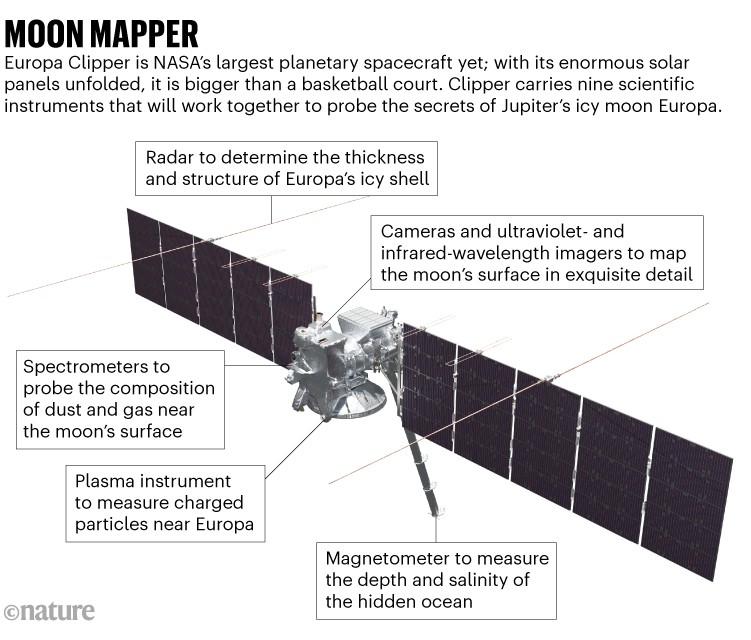 MOON MAPPER
Europa Clipper is NASA’s largest planetary spacecraft yet; with its enormous solar
panels unfolded, it is bigger than a basketball court. Clipper carries nine scientific
instruments that will work together to probe the secrets of Jupiter’s icy moon Europa.
Radar to determine the thickness
and structure of Europa’s icy shell
Cameras and ultraviolet- and
infrared-wavelength imagers to map
the moon’s surface in exquisite detail
Spectrometers to
probe the composition
of dust and gas near
the moon’s surface
Plasma instrument
to measure charged
particles near Europa
Magnetometer to measure
the depth and salinity of
the hidden ocean
©nature